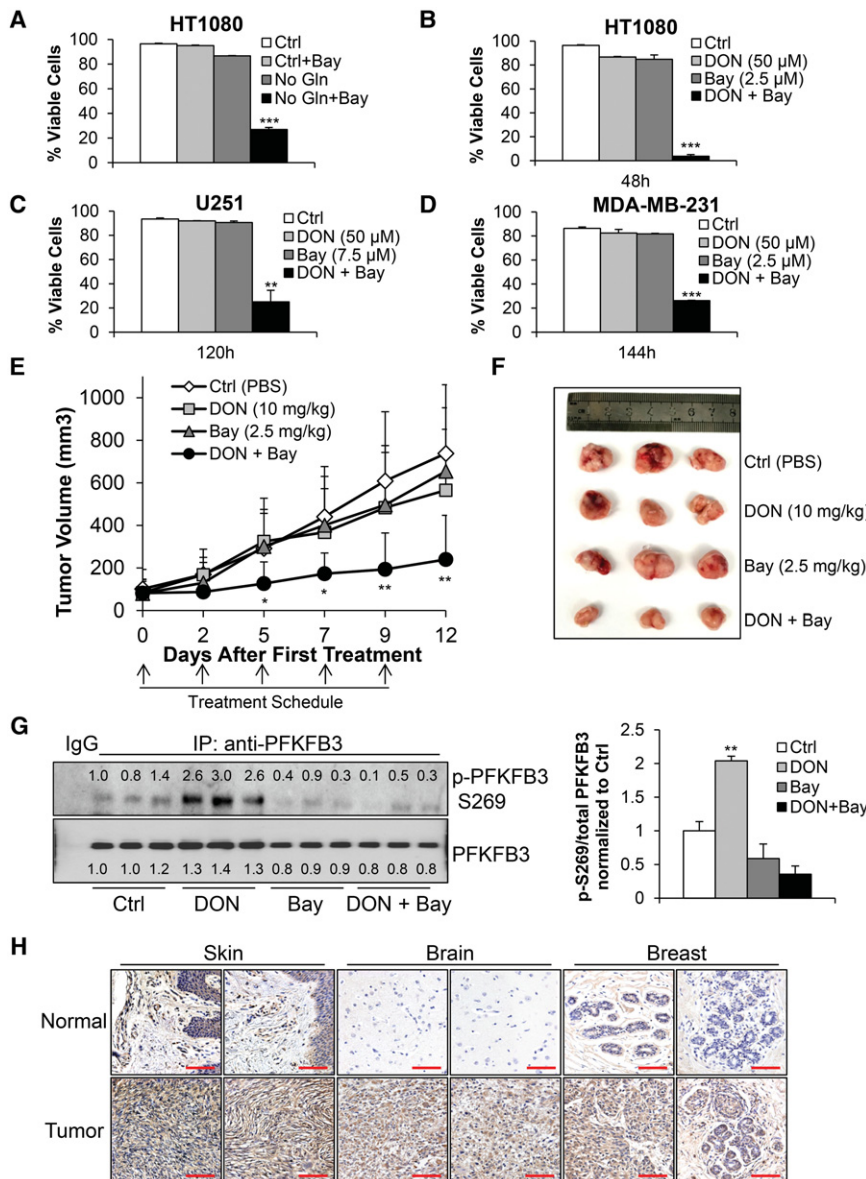 A
HT1080
% Viable Cells
100
80
60
40
20
0
Ctrl
Ctrl+Bay
No Gln
No Gln+Bay
***
B
HT1080
% Viable Cells
100
80
60
40
20
0
Ctrl
DON (50 µM)
Bay (2.5 µM)
DON + Bay
***
48h
C
U251
% Viable Cells
100
80
60
40
20
0
Ctrl
DON (50 µM)
Bay (7.5 µM)
DON + Bay
**
120h
D
MDA-MB-231
% Viable Cells
100
80
60
40
20
0
Ctrl
DON (50 µM)
Bay (2.5 µM)
DON + Bay
***
144h
E
Tumor Volume (mm3)
1000
800
600
400
200
0
Ctrl (PBS)
DON (10 mg/kg)
Bay (2.5 mg/kg)
DON + Bay
* * ** **
0 2 5 7 9 12
Days After First Treatment
Treatment Schedule
F
Ctrl (PBS)
DON (10 mg/kg)
Bay (2.5 mg/kg)
DON + Bay
G
IgG IP: anti-PFKFB3
1.0 0.8 1.4 2.6 3.0 2.6 0.4 0.9 0.3 0.1 0.5 0.3
p-PFKFB3
S269
PFKFB3
1.0 1.0 1.2 1.3 1.4 1.3 0.8 0.9 0.9 0.8 0.8 0.8
Ctrl DON Bay DON + Bay
p-S269/total PFKFB3
normalized to Ctrl
2.5
2
1.5
1
0.5
0
**
Ctrl
DON
Bay
DON+Bay
H
Skin Brain Breast
Normal
Tumor